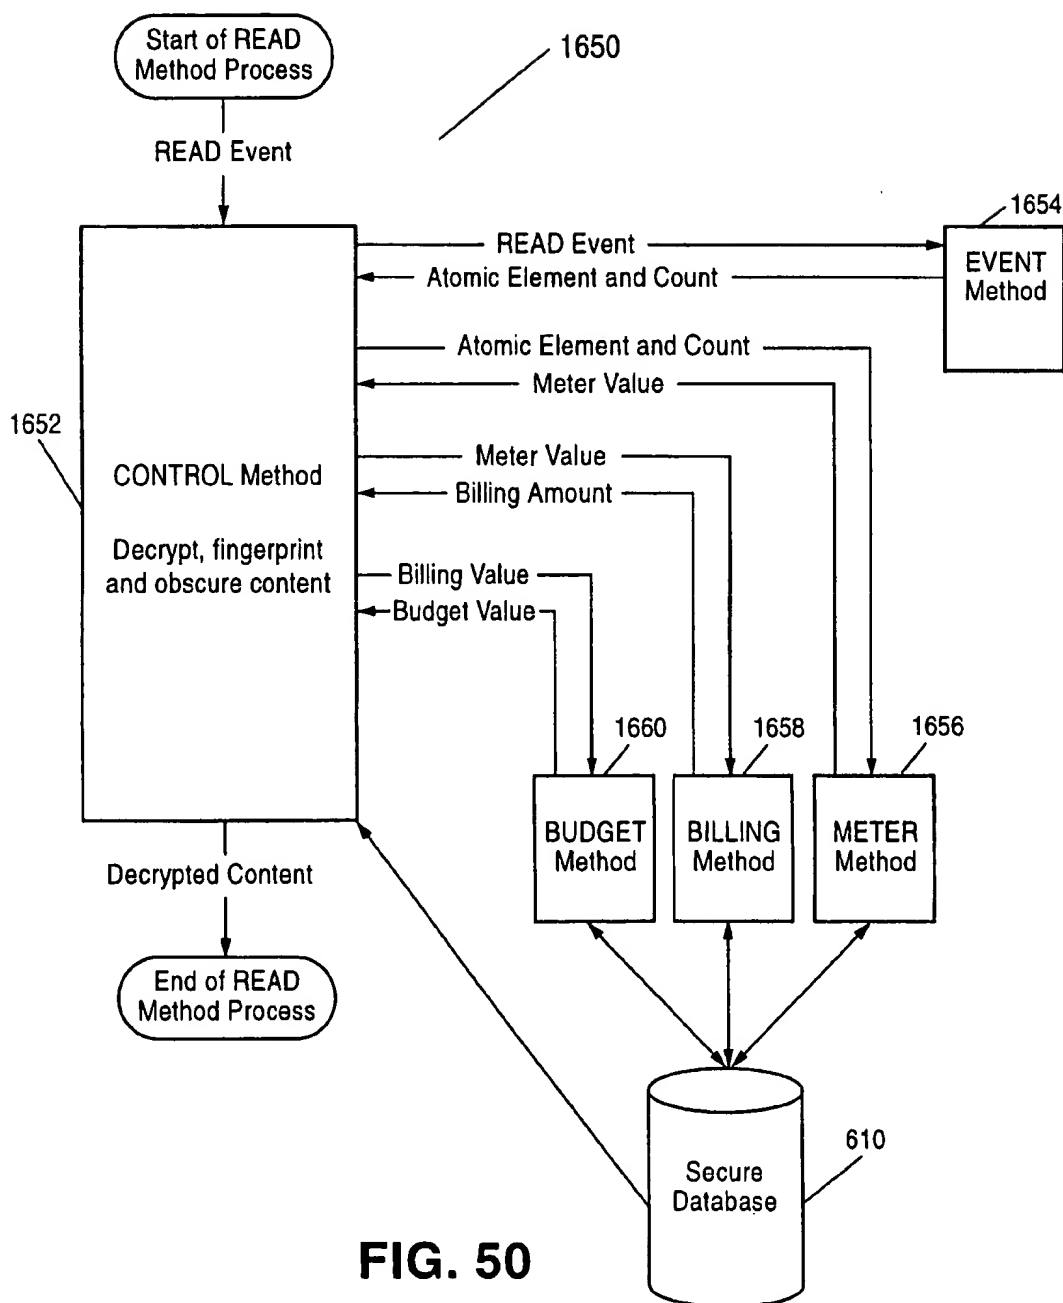 Start of READ
Method Process
1650
READ Event
1654
READ Event
EVENT
Method
Atomic Element and Count
Atomic Element and Count
Meter Value
1652
Meter Value
CONTROL Method
Billing Amount
Decrypt, fingerprint
and obscure content
Billing Value
Budget Value
1660
1658
1656
BUDGET
Method
BILLING
Method
METER
Method
Decrypted Content
End of READ
Method Process
610
Secure
Database
FIG. 50